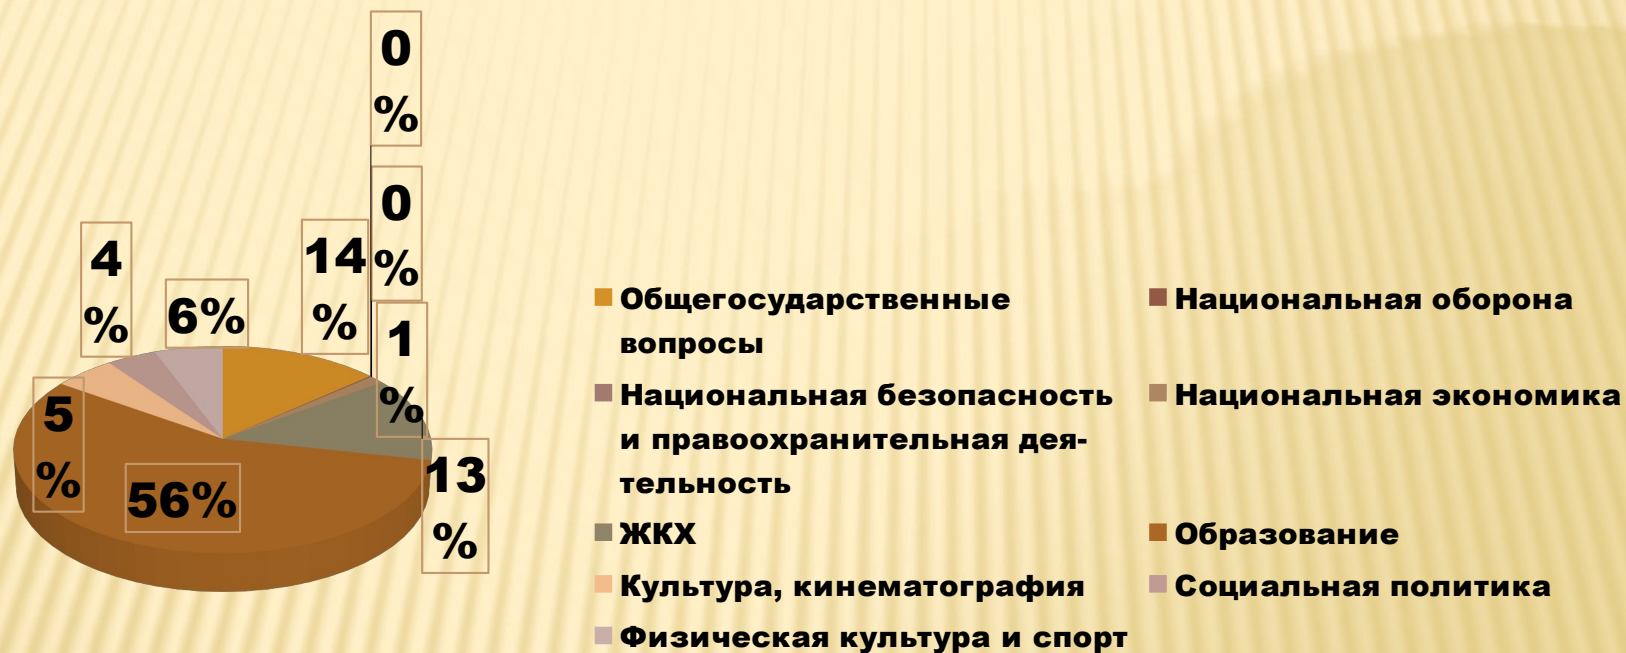 0
%
0
%
4
%
6%
14
%
1
%
5
%
56%
13
%
Общегосударственные
вопросы
Национальная оборона
Национальная безопасность
и правоохранительная дея-
тельность
Национальная экономика
ЖКХ
Образование
Культура, кинематография
Социальная политика
Физическая культура и спорт